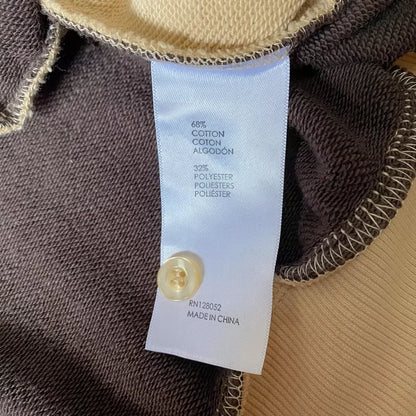 68%
COTTON
COTON
ALGODÓN
32%
POLYESTER
POLIESTERS
POLIÉSTER
RN128052
MADE IN CHINA